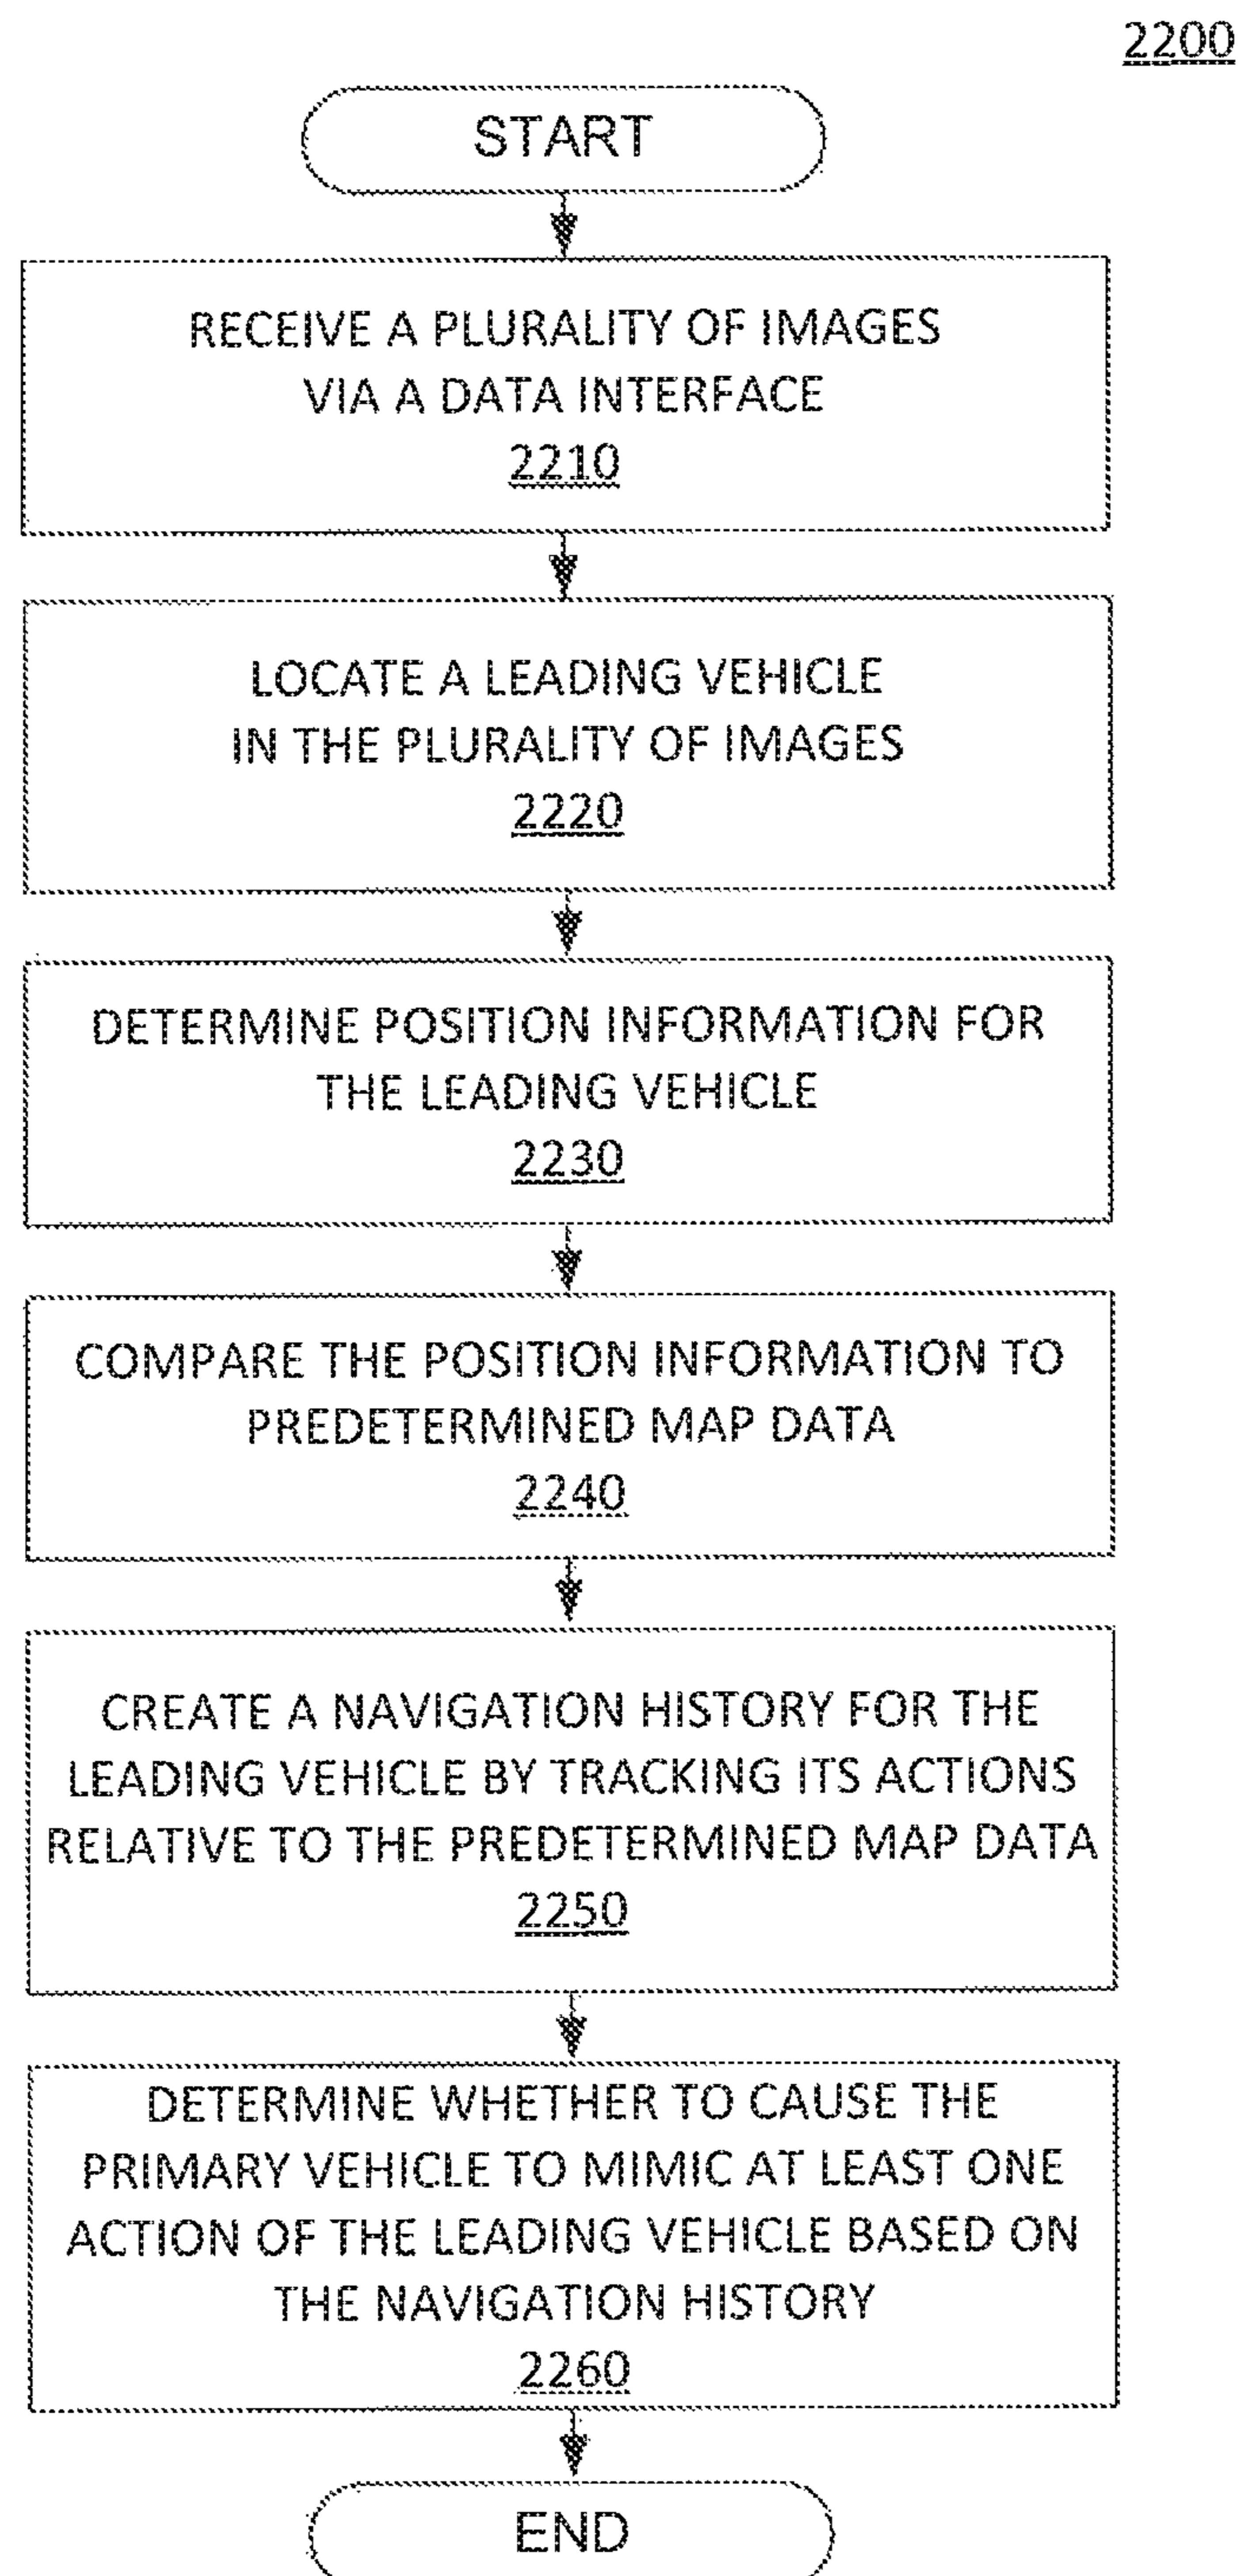 2200
START
RECEIVE A PLURALITY OF IMAGES
VIA A DATA INTERFACE
2210
LOCATE A LEADING VEHICLE
IN THE PLURALITY OF IMAGES
2220
DETERMINE POSITION INFORMATION FOR
THE LEADING VEHICLE
2230
COMPARE THE POSITION INFORMATION TO
PREDETERMINED MAP DATA
2240
CREATE A NAVIGATION HISTORY FOR THE
LEADING VEHICLE BY TRACKING ITS ACTIONS
RELATIVE TO THE PREDETERMINED MAP DATA
2250
DETERMINE WHETHER TO CAUSE THE
PRIMARY VEHICLE TO MIMIC AT LEAST ONE
ACTION OF THE LEADING VEHICLE BASED ON
THE NAVIGATION HISTORY
2260
END